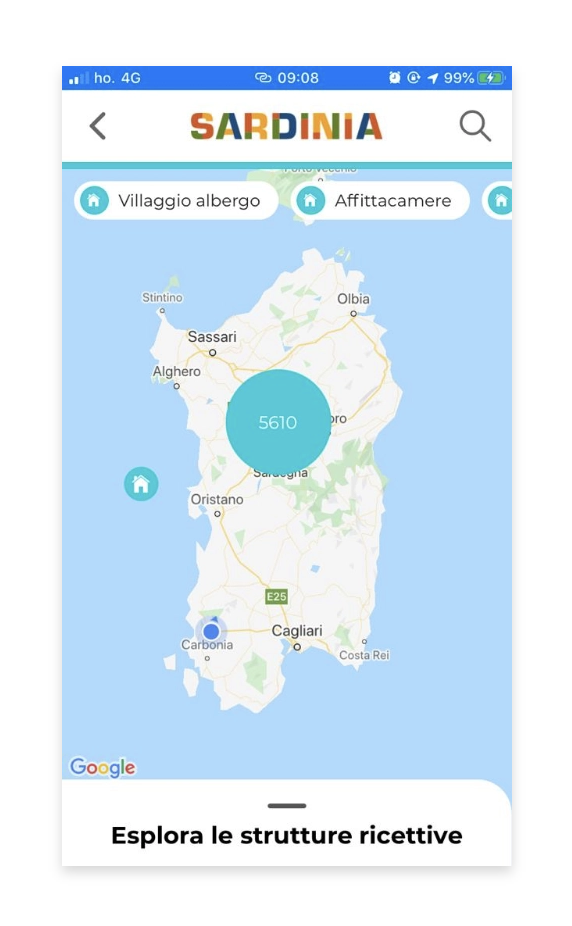 ho. 4G
09:08
99%
SARDINIA
Porto Vecchio
Villaggio albergo
Affittacamere
Stintino
Olbia
Sassari
Alghero
5610
oro
Sardegna
Oristano
E25
Cagliari
Carbonia
Costa Rei
Google
Esplora le strutture ricettive